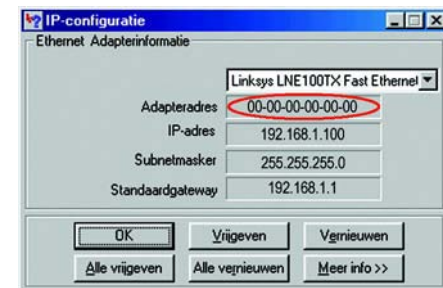 IP-configuratie
Ethernet Adapterinformatie
Linksys LNE100TX Fast Ethernet
Adapteradres 00-00-00-00-00-00
IP-adres 192.168.1.100
Subnetmasker 255.255.255.0
Standaardgateway 192.168.1.1
OK Vrijgeven Vernieuwen
Alle vrijgeven Alle vernieuwen Meer info >>